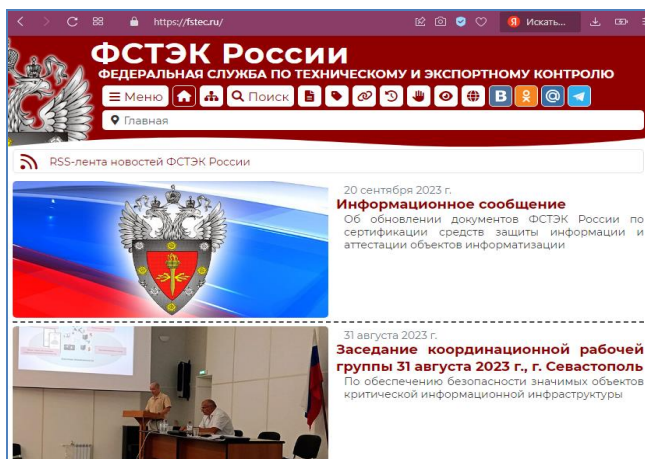 https://fstec.ru/
Я Искать...
ФСТЭК России
ФЕДЕРАЛЬНАЯ СЛУЖБА ПО ТЕХНИЧЕСКОМУ И ЭКСПОРТНОМУ КОНТРОЛЮ
Меню Поиск
Главная
RSS-лента новостей ФСТЭК России
20 сентября 2023 г.
Информационное сообщение
Об обновлении документов ФСТЭК России по
сертификации средств защиты информации и
аттестации объектов информатизации
31 августа 2023 г.
Заседание координационной рабочей
группы 31 августа 2023 г., г. Севастополь
По обеспечению безопасности значимых объектов
критической информационной инфраструктуры